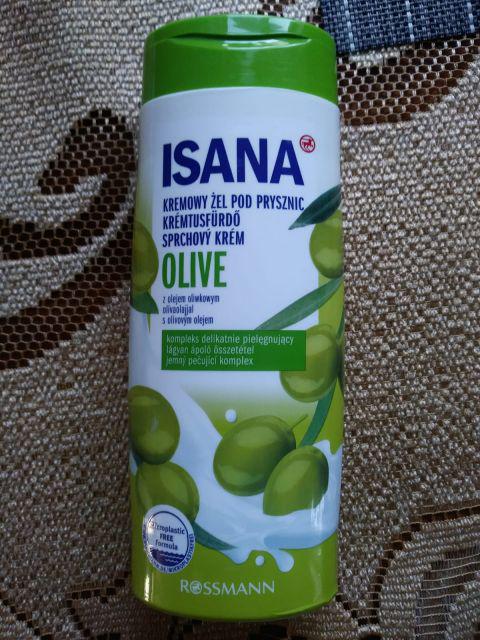 ISANA
KREMOWY ŻEL POD PRYSZNIC
KRÉMTUSFÜRDŐ
SPRCHOVÝ KRÉM
OLIVE
z olejem oliwkowym
olívaolajjal
s olivovým olejem
kompleks delikatnie pielęgnujący
lágyan ápoló összetétel
jemný pečující komplex
FREE
Formula
ROSSMANN